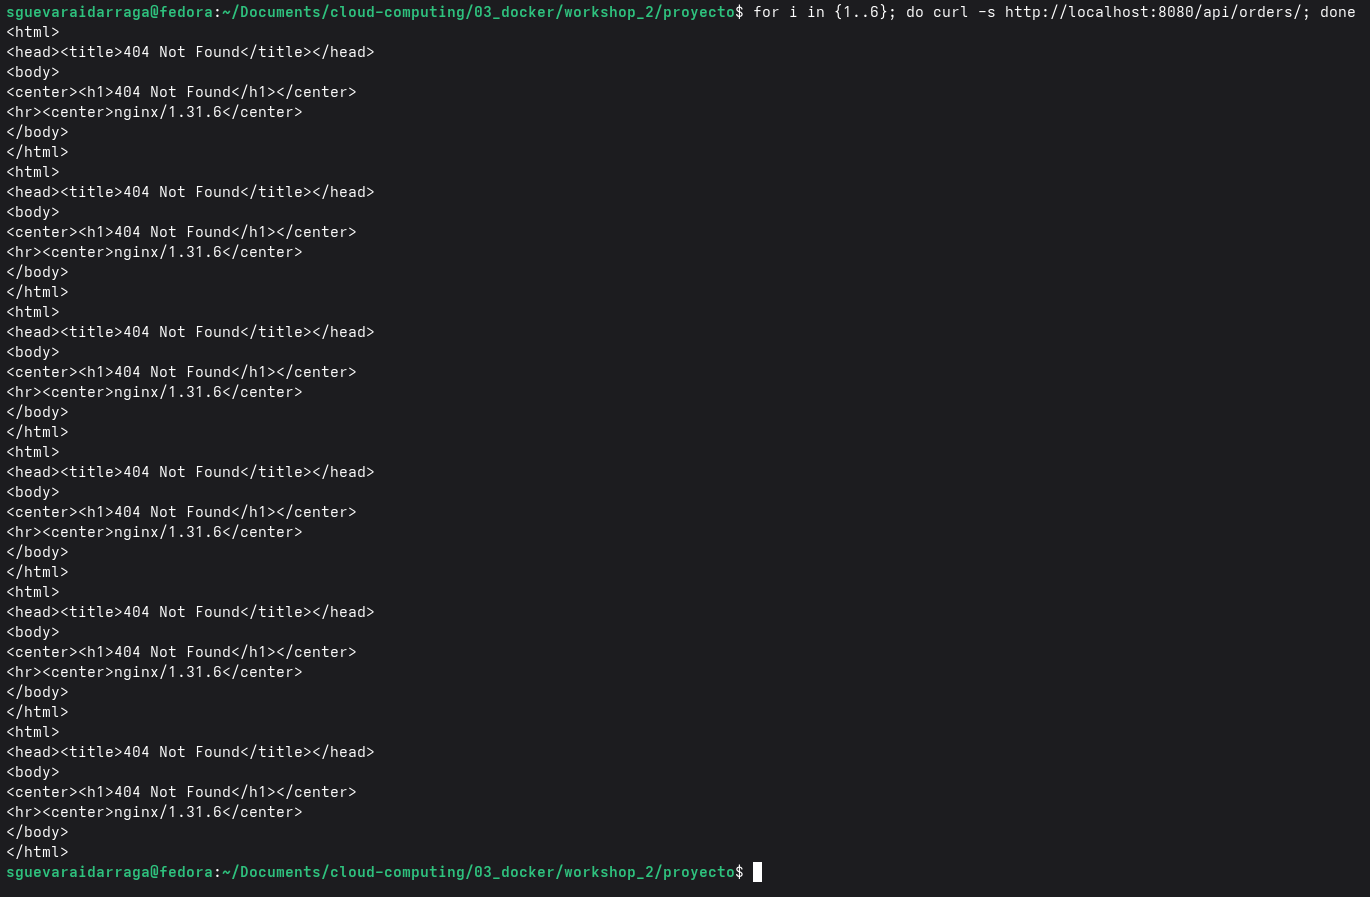 sguevaraidarraga@fedora:~/Documents/cloud-computing/03_docker/workshop_2/proyecto$ for i in {1..6}; do curl -s http://localhost:8080/api/orders/; done
<html>
<head><title>404 Not Found</title></head>
<body>
<center><h1>404 Not Found</h1></center>
<hr><center>nginx/1.31.6</center>
</body>
</html>
<html>
<head><title>404 Not Found</title></head>
<body>
<center><h1>404 Not Found</h1></center>
<hr><center>nginx/1.31.6</center>
</body>
</html>
<html>
<head><title>404 Not Found</title></head>
<body>
<center><h1>404 Not Found</h1></center>
<hr><center>nginx/1.31.6</center>
</body>
</html>
<html>
<head><title>404 Not Found</title></head>
<body>
<center><h1>404 Not Found</h1></center>
<hr><center>nginx/1.31.6</center>
</body>
</html>
<html>
<head><title>404 Not Found</title></head>
<body>
<center><h1>404 Not Found</h1></center>
<hr><center>nginx/1.31.6</center>
</body>
</html>
<html>
<head><title>404 Not Found</title></head>
<body>
<center><h1>404 Not Found</h1></center>
<hr><center>nginx/1.31.6</center>
</body>
</html>
sguevaraidarraga@fedora:~/Documents/cloud-computing/03_docker/workshop_2/proyecto$